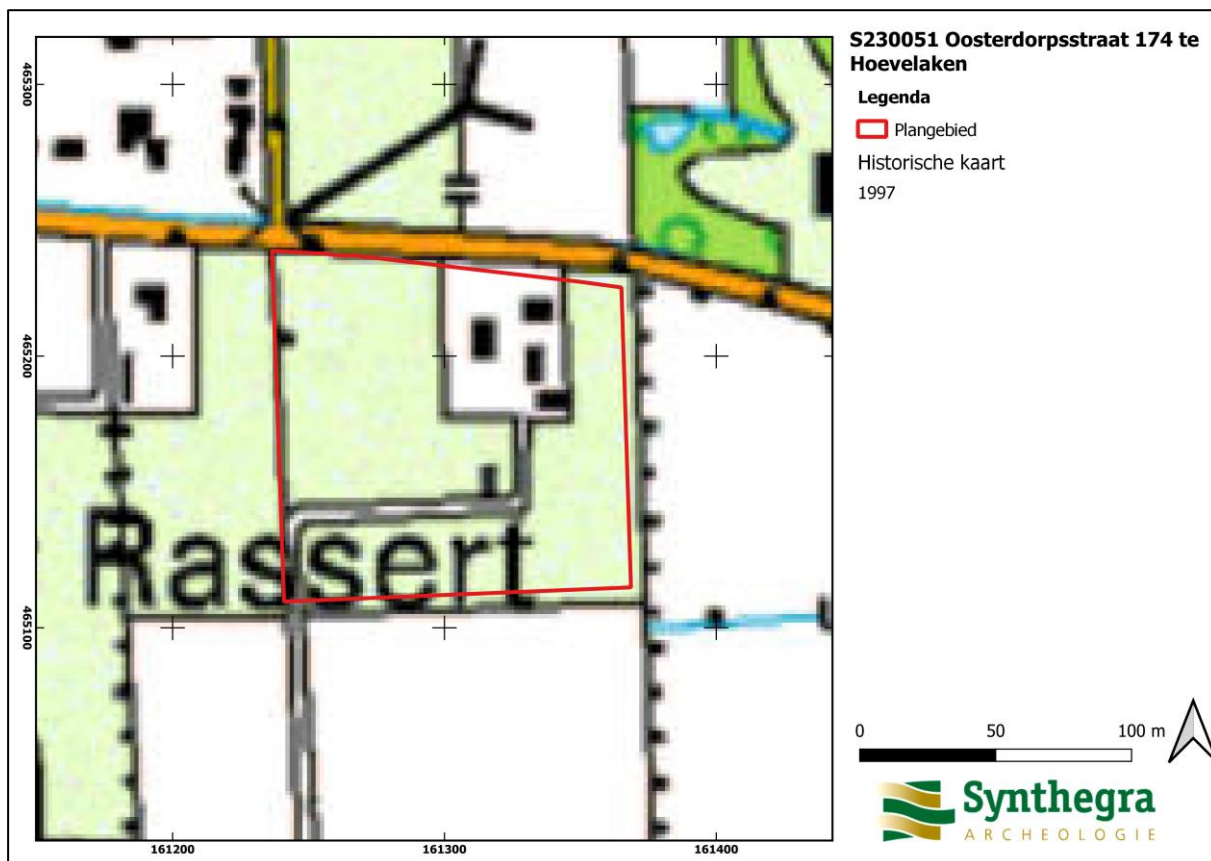 S230051 Oosterdorpsstraat 174 te
Hoevelaken
Legenda
Plangebied
Historische kaart
1997
465300
465200
465100
Rassert
161200
161300
161400
0 50 100 m
Synthegra
ARCHEOLOGIE